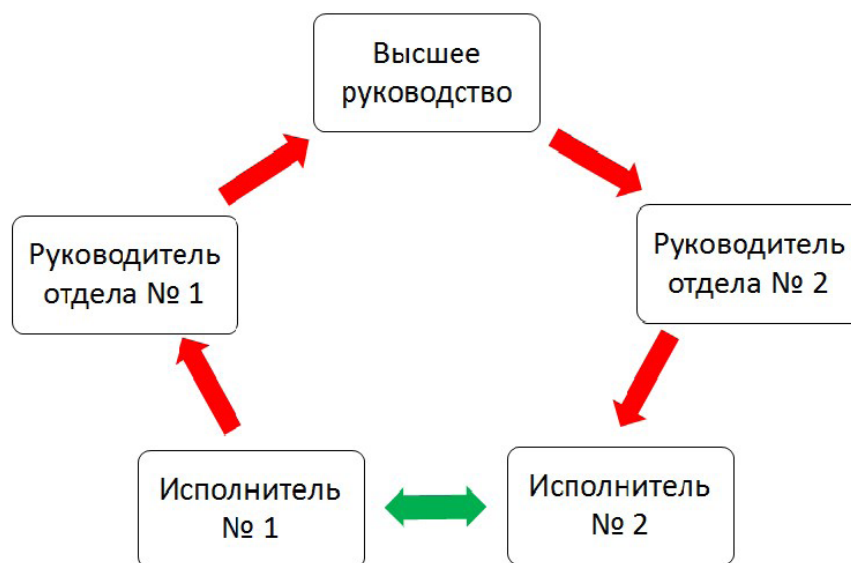 Высшее
руководство
Руководитель
отдела № 1
Руководитель
отдела № 2
Исполнитель
№ 1
Исполнитель
№ 2